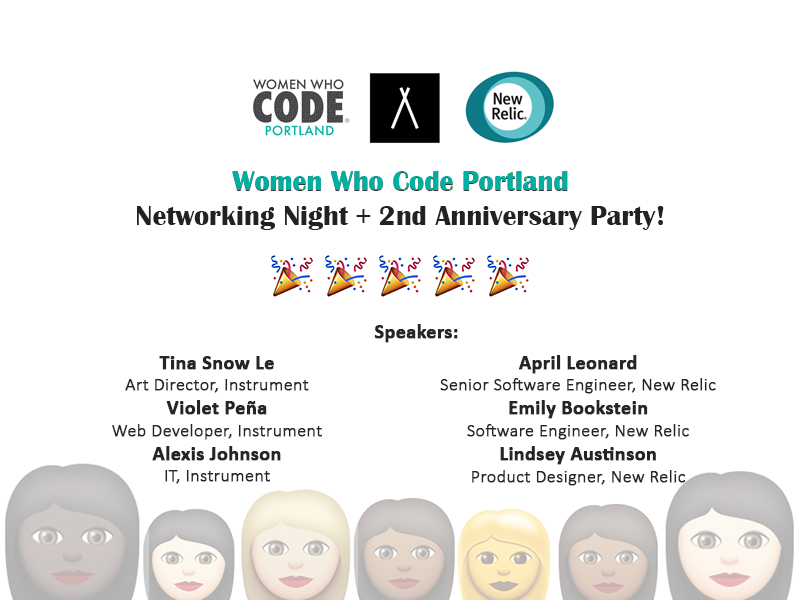 WOMEN WHO
CODE®
PORTLAND
New
Relic®
Women Who Code Portland
Networking Night + 2nd Anniversary Party!
Speakers:
Tina Snow Le
Art Director, Instrument
Violet Peña
Web Developer, Instrument
Alexis Johnson
IT, Instrument
April Leonard
Senior Software Engineer, New Relic
Emily Bookstein
Software Engineer, New Relic
Lindsey Austinson
Product Designer, New Relic